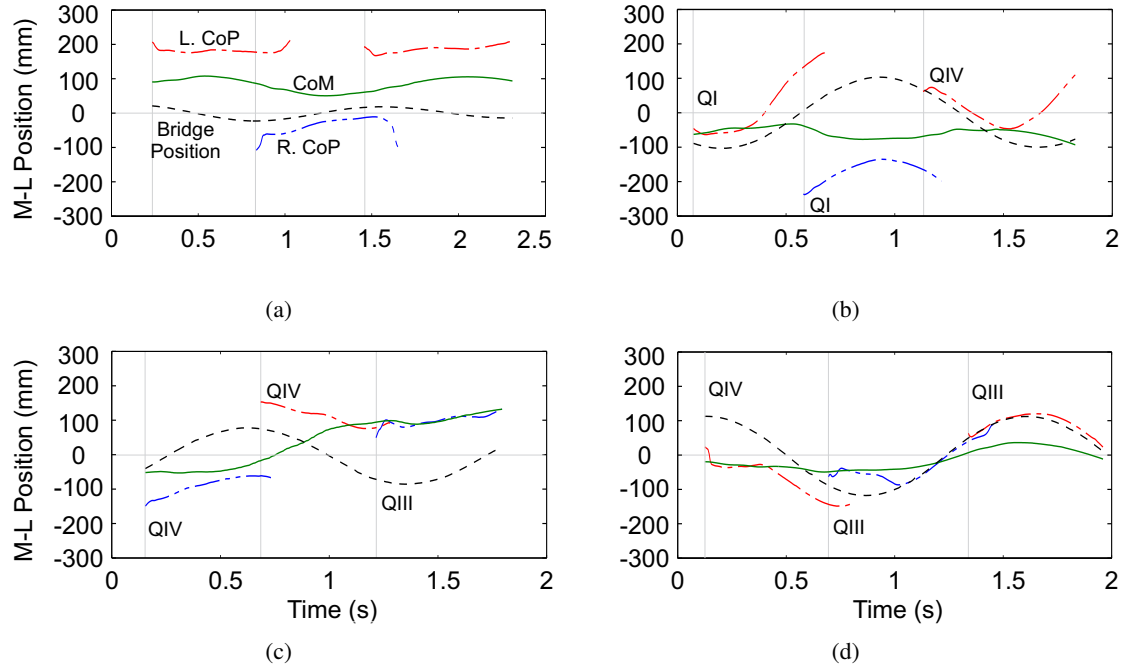 300
200
100
0
-100
-200
-300
M-L Position (mm)
L. CoP
CoM
Bridge
Position
R. CoP
0 0.5 1 1.5 2 2.5
(a)
300
200
100
0
-100
-200
-300
QI
QIV
QI
0 0.5 1 1.5 2
(b)
300
200
100
0
-100
-200
-300
M-L Position (mm)
QIV
QIV
QIII
0 0.5 1 1.5 2
Time (s)
(c)
300
200
100
0
-100
-200
-300
QIV
QIII
QIII
0 0.5 1 1.5 2
Time (s)
(d)